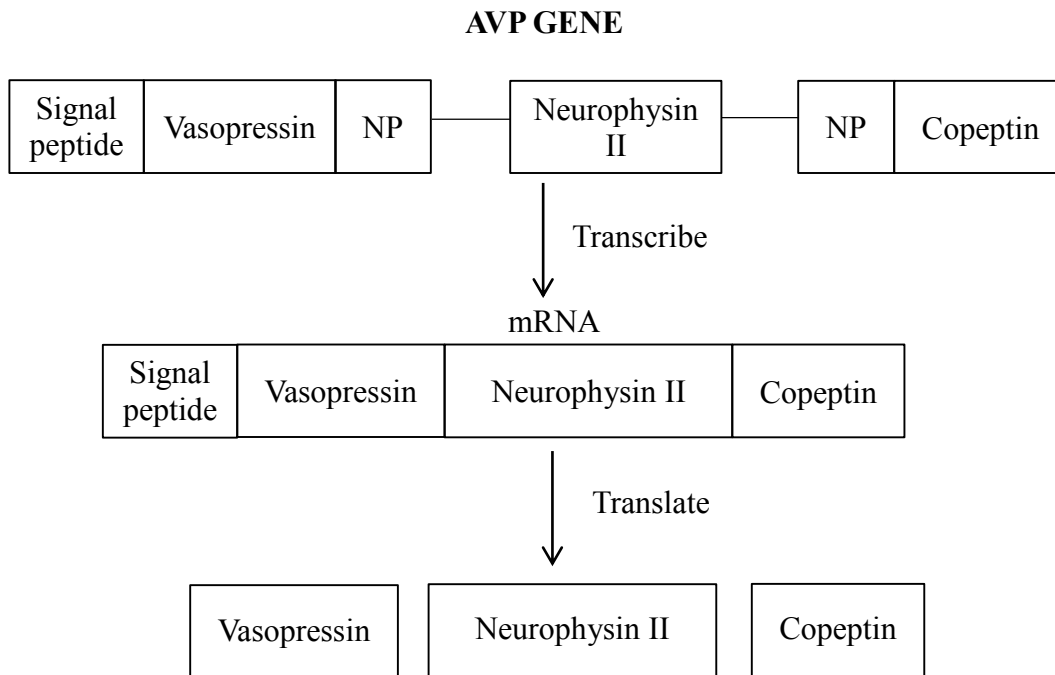 AVP GENE
Signal
peptide
Vasopressin
NP
Neurophysin
II
NP
Copeptin
Transcribe
mRNA
Signal
peptide
Vasopressin
Neurophysin II
Copeptin
Translate
Vasopressin
Neurophysin II
Copeptin